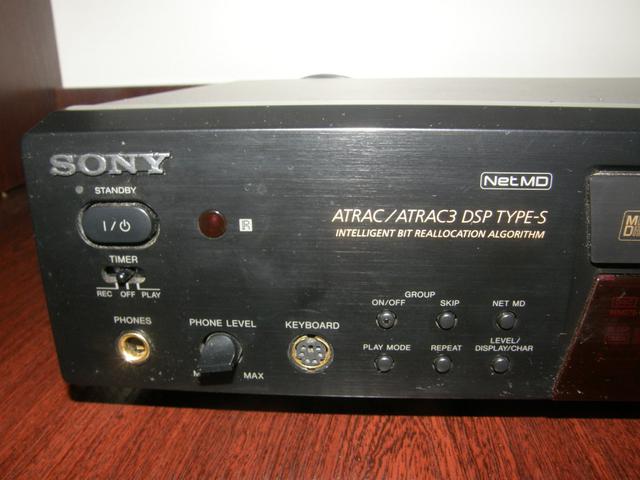 SONY
STANDBY
I/⏻
NetMD
ATRAC/ATRAC3 DSP TYPE-S
INTELLIGENT BIT REALLOCATION ALGORITHM
TIMER
REC OFF PLAY
GROUP
ON/OFF SKIP NET MD
PHONES PHONE LEVEL KEYBOARD
PLAY MODE REPEAT LEVEL/
DISPLAY/CHAR
MAX